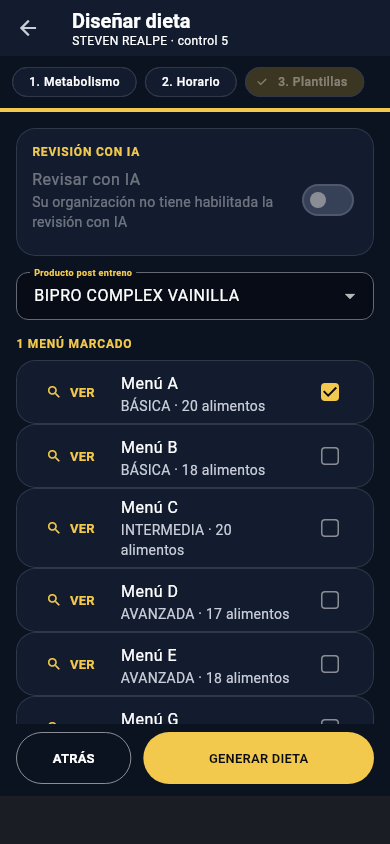 Diseñar dieta
STEVEN REALPE · control 5
1. Metabolismo
2. Horario
3. Plantillas
REVISIÓN CON IA
Revisar con IA
Su organización no tiene habilitada la
revisión con IA
Producto post entreno
BIPRO COMPLEX VAINILLA
1 MENÚ MARCADO
VER
Menú A
BÁSICA · 20 alimentos
VER
Menú B
BÁSICA · 18 alimentos
VER
Menú C
INTERMEDIA · 20
alimentos
VER
Menú D
AVANZADA · 17 alimentos
VER
Menú E
AVANZADA · 18 alimentos
Menú G
ATRÁS
GENERAR DIETA